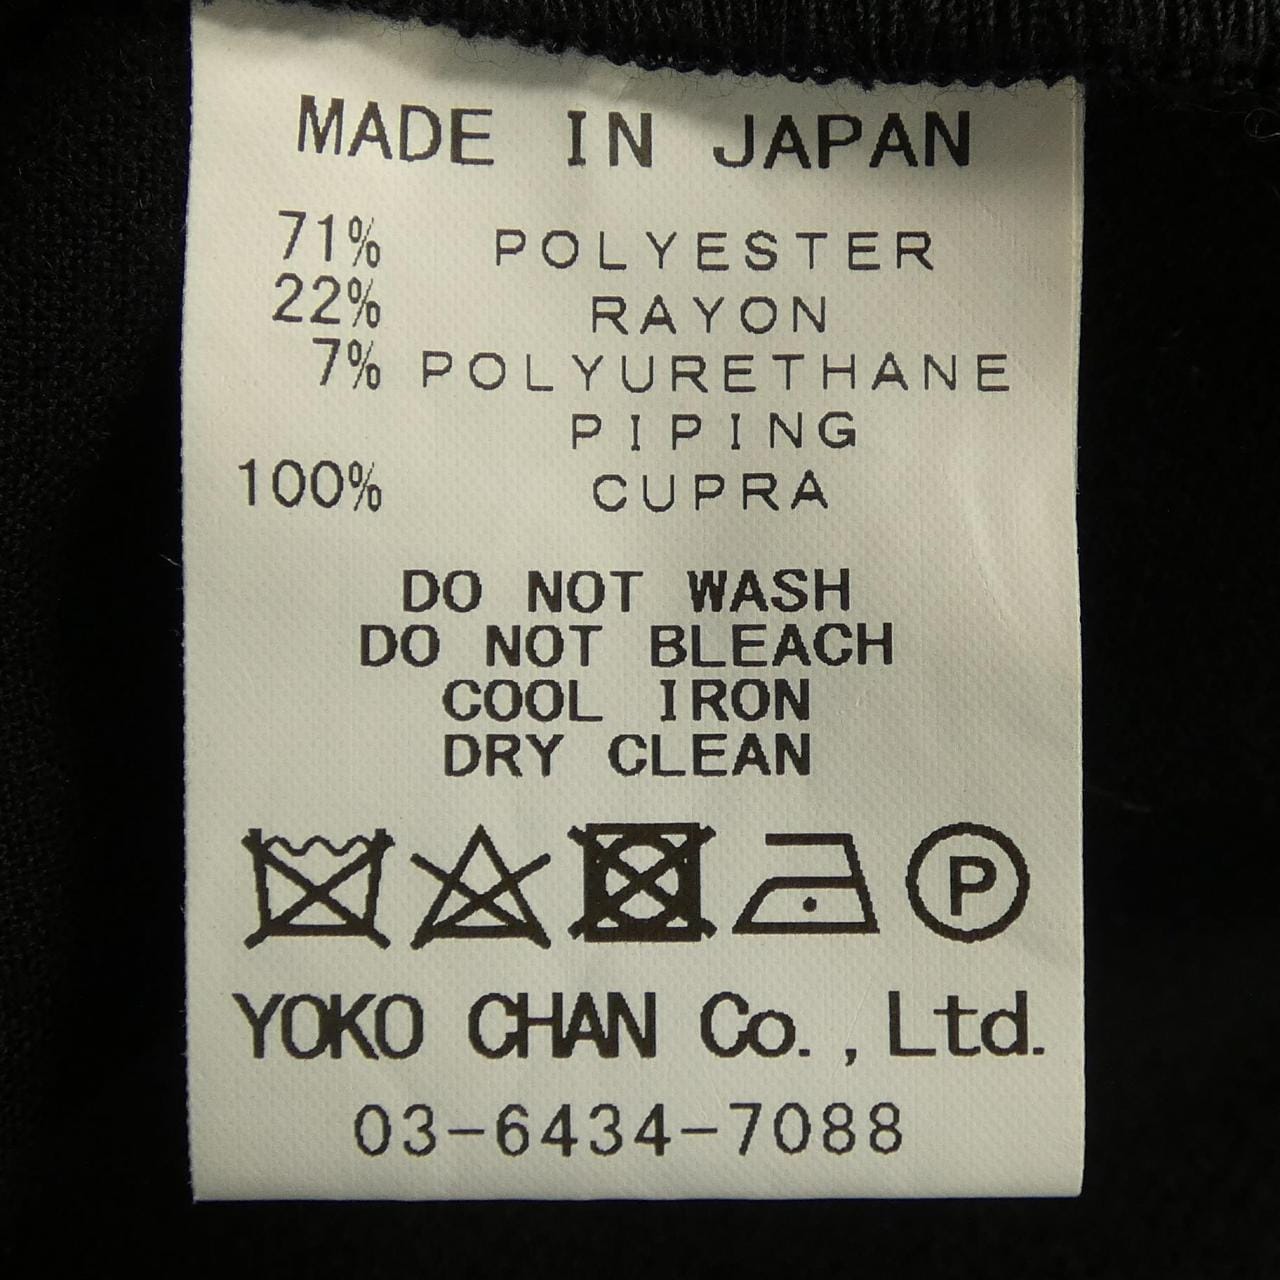 MADE IN JAPAN
71% POLYESTER
22% RAYON
7% POLYURETHANE
PIPING
100% CUPRA
DO NOT WASH
DO NOT BLEACH
COOL IRON
DRY CLEAN
P
YOKO CHAN Co., Ltd.
03-6434-7088